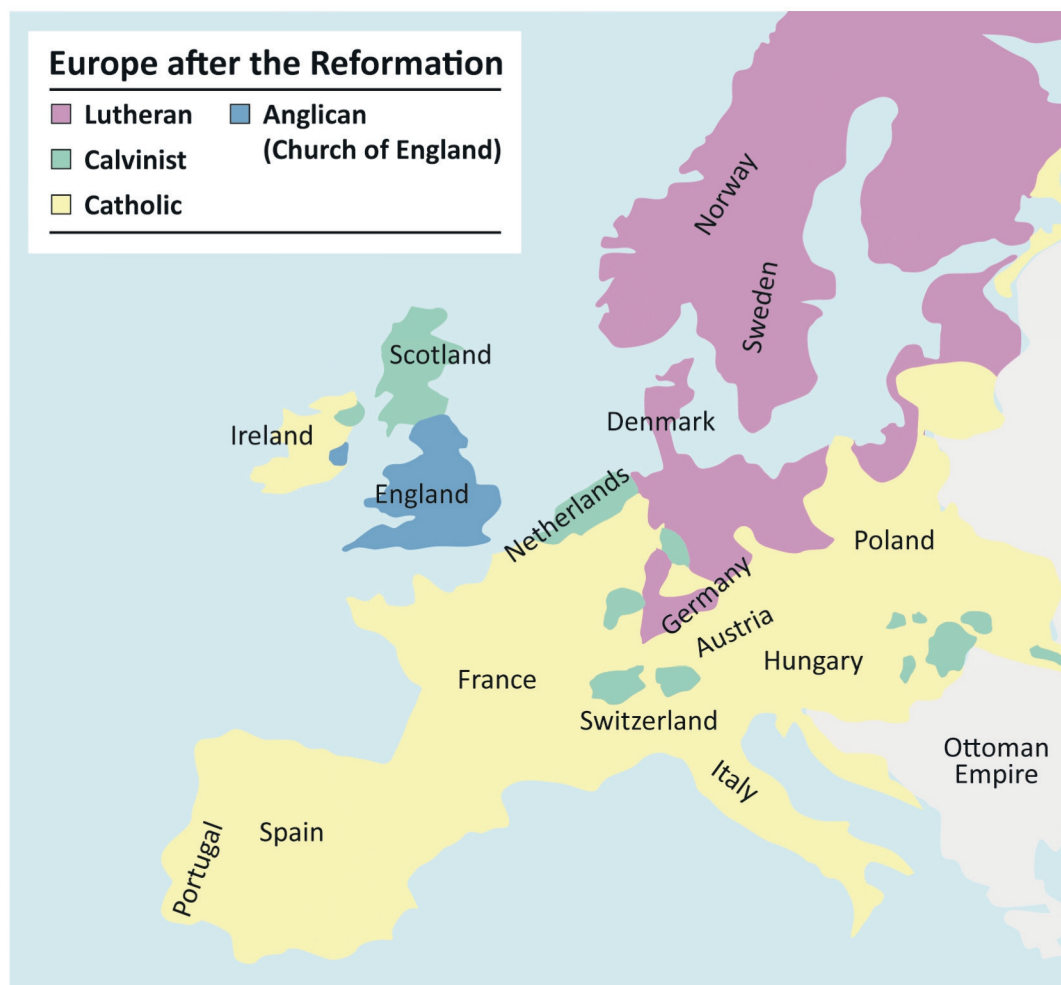 Europe after the Reformation
Lutheran
Calvinist
Catholic
Anglican
(Church of England)
Norway
Sweden
Scotland
Ireland
Denmark
England
Netherlands
Poland
Germany
Austria
Hungary
France
Switzerland
Ottoman
Empire
Italy
Spain
Portugal